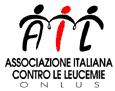 AIL
ASSOCIAZIONE ITALIANA
CONTRO LE LEUCEMIE
ONLUS